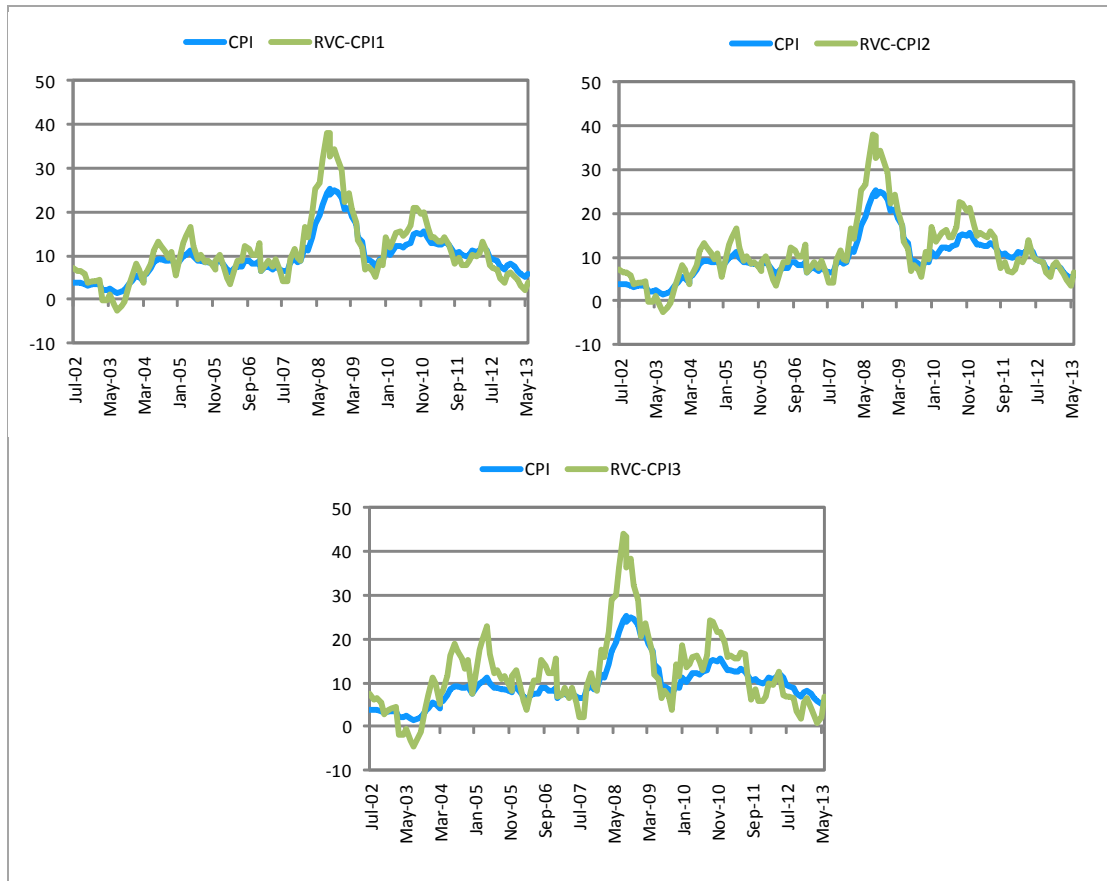 CPI RVC-CPI1
50
40
30
20
10
0
-10
Jul-02
May-03
Mar-04
Jan-05
Nov-05
Sep-06
Jul-07
May-08
Mar-09
Jan-10
Nov-10
Sep-11
Jul-12
May-13
CPI RVC-CPI2
50
40
30
20
10
0
-10
Jul-02
May-03
Mar-04
Jan-05
Nov-05
Sep-06
Jul-07
May-08
Mar-09
Jan-10
Nov-10
Sep-11
Jul-12
May-13
CPI RVC-CPI3
50
40
30
20
10
0
-10
Jul-02
May-03
Mar-04
Jan-05
Nov-05
Sep-06
Jul-07
May-08
Mar-09
Jan-10
Nov-10
Sep-11
Jul-12
May-13